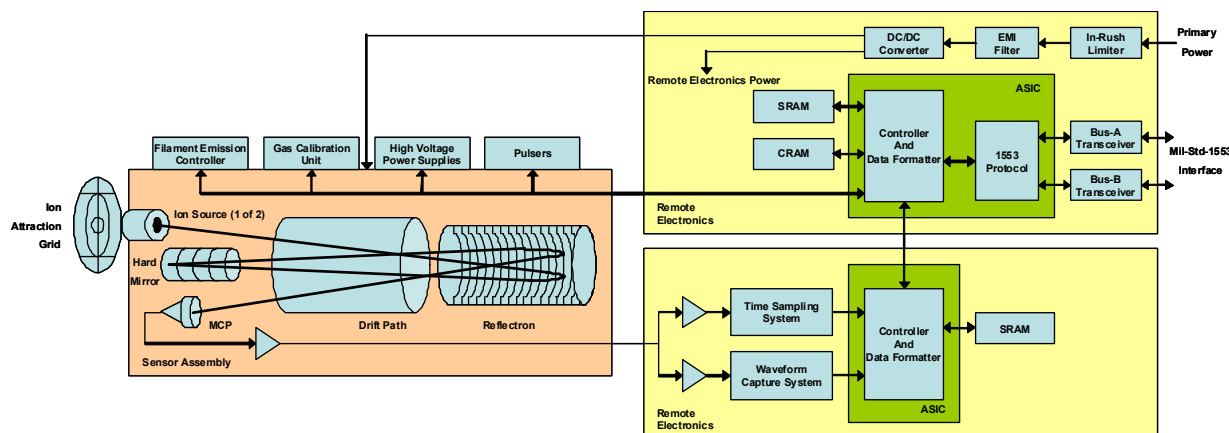 DC/DC
Converter
EMI
Filter
In-Rush
Limiter
Primary
Power
Remote Electronics Power
ASIC
SRAM
CRAM
Controller
And
Data Formatter
1553
Protocol
Bus-A
Transceiver
Bus-B
Transceiver
Mil-Std-1553
Interface
Remote
Electronics
Filament Emission
Controller
Gas Calibration
Unit
High Voltage
Power Supplies
Pulsers
Ion
Attraction
Grid
Ion Source (1 of 2)
Hard
Mirror
MCP
Drift Path
Reflectron
Sensor Assembly
Time Sampling
System
Waveform
Capture System
Controller
And
Data Formatter
SRAM
ASIC
Remote
Electronics